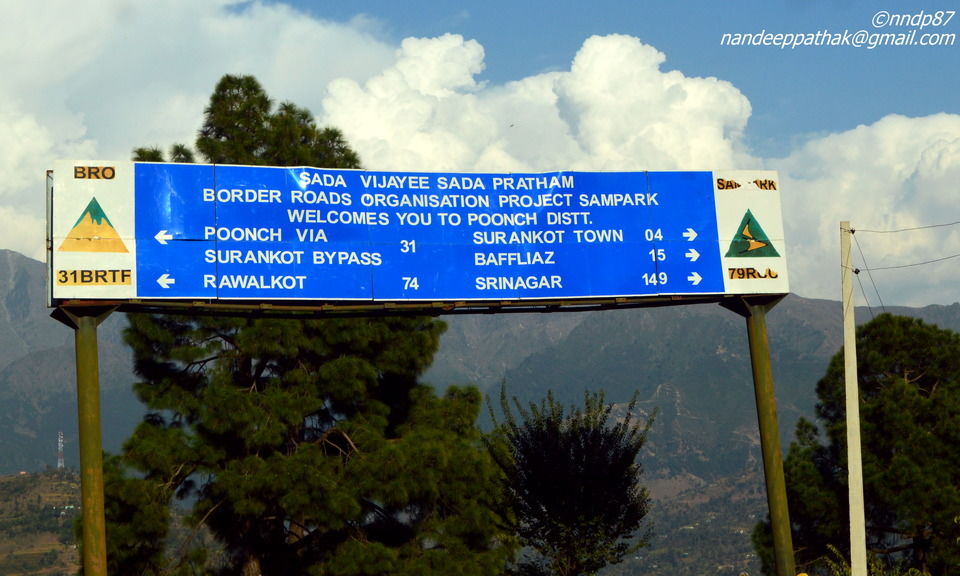 ©nndp87
nandeeppathak@gmail.com
BRO
31BRTF
SADA VIJAYEE SADA PRATHAM
BORDER ROADS ORGANISATION PROJECT SAMPARK
WELCOMES YOU TO POONCH DISTT.
← POONCH VIA
SURANKOT BYPASS 31
← RAWALKOT 74
SURANKOT TOWN 04 →
BAFFLIAZ 15 →
SRINAGAR 149 →